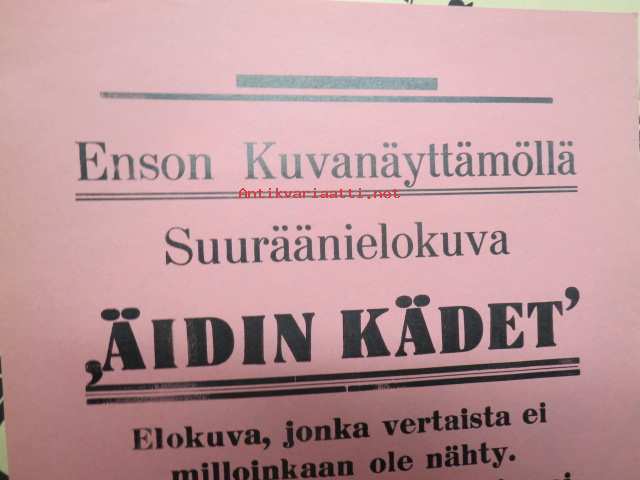 Enson Kuvanäyttämöllä
Antikvariaatti.net
Suuräänielokuva
„ÄIDIN KÄDET’
Elokuva, jonka vertaista ei
milloinkaan ole nähty.